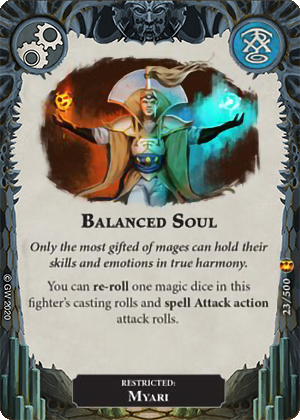 BALANCED SOUL
Only the most gifted of mages can hold their
skills and emotions in true harmony.
You can re-roll one magic dice in this
fighter's casting rolls and spell Attack action
attack rolls.
© GW 2020
23/500
RESTRICTED:
MYARI